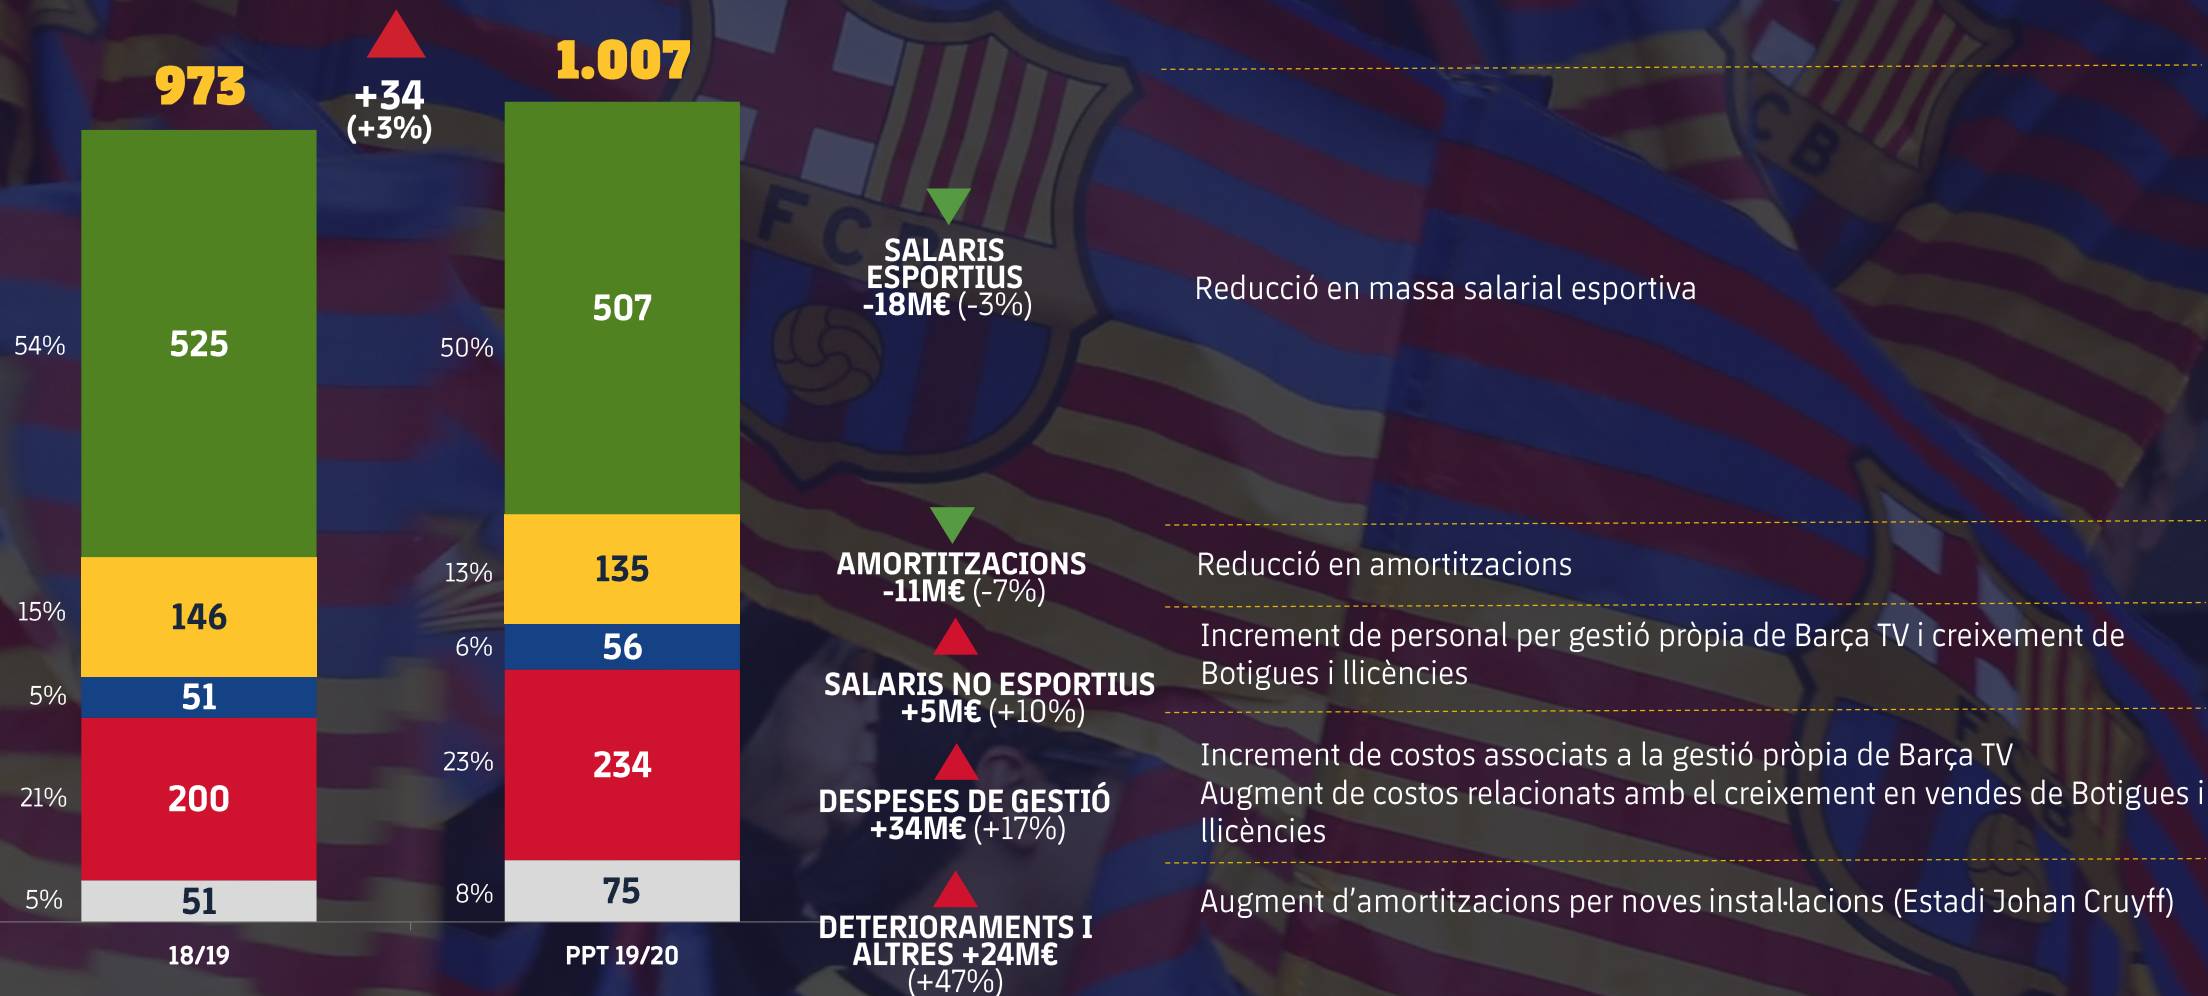 973
+34
(+3%)
1.007
54%
525
15%
146
5%
51
21%
200
5%
51
18/19
50%
507
13%
135
6%
56
23%
234
8%
75
PPT 19/20
SALARIS
ESPORTIUS
-18M€ (-3%)
Reducció en massa salarial esportiva
AMORTITZACIONS
-11M€ (-7%)
Reducció en amortitzacions
SALARIS NO ESPORTIUS
+5M€ (+10%)
Increment de personal per gestió pròpia de Barça TV i creixement de
Botigues i llicències
DESPESES DE GESTIÓ
+34M€ (+17%)
Increment de costos associats a la gestió pròpia de Barça TV
Augment de costos relacionats amb el creixement en vendes de Botigues i
llicències
DETERIORAMENTS I
ALTRES +24M€
(+47%)
Augment d’amortitzacions per noves instal·lacions (Estadi Johan Cruyff)
F C B
C B
F C B